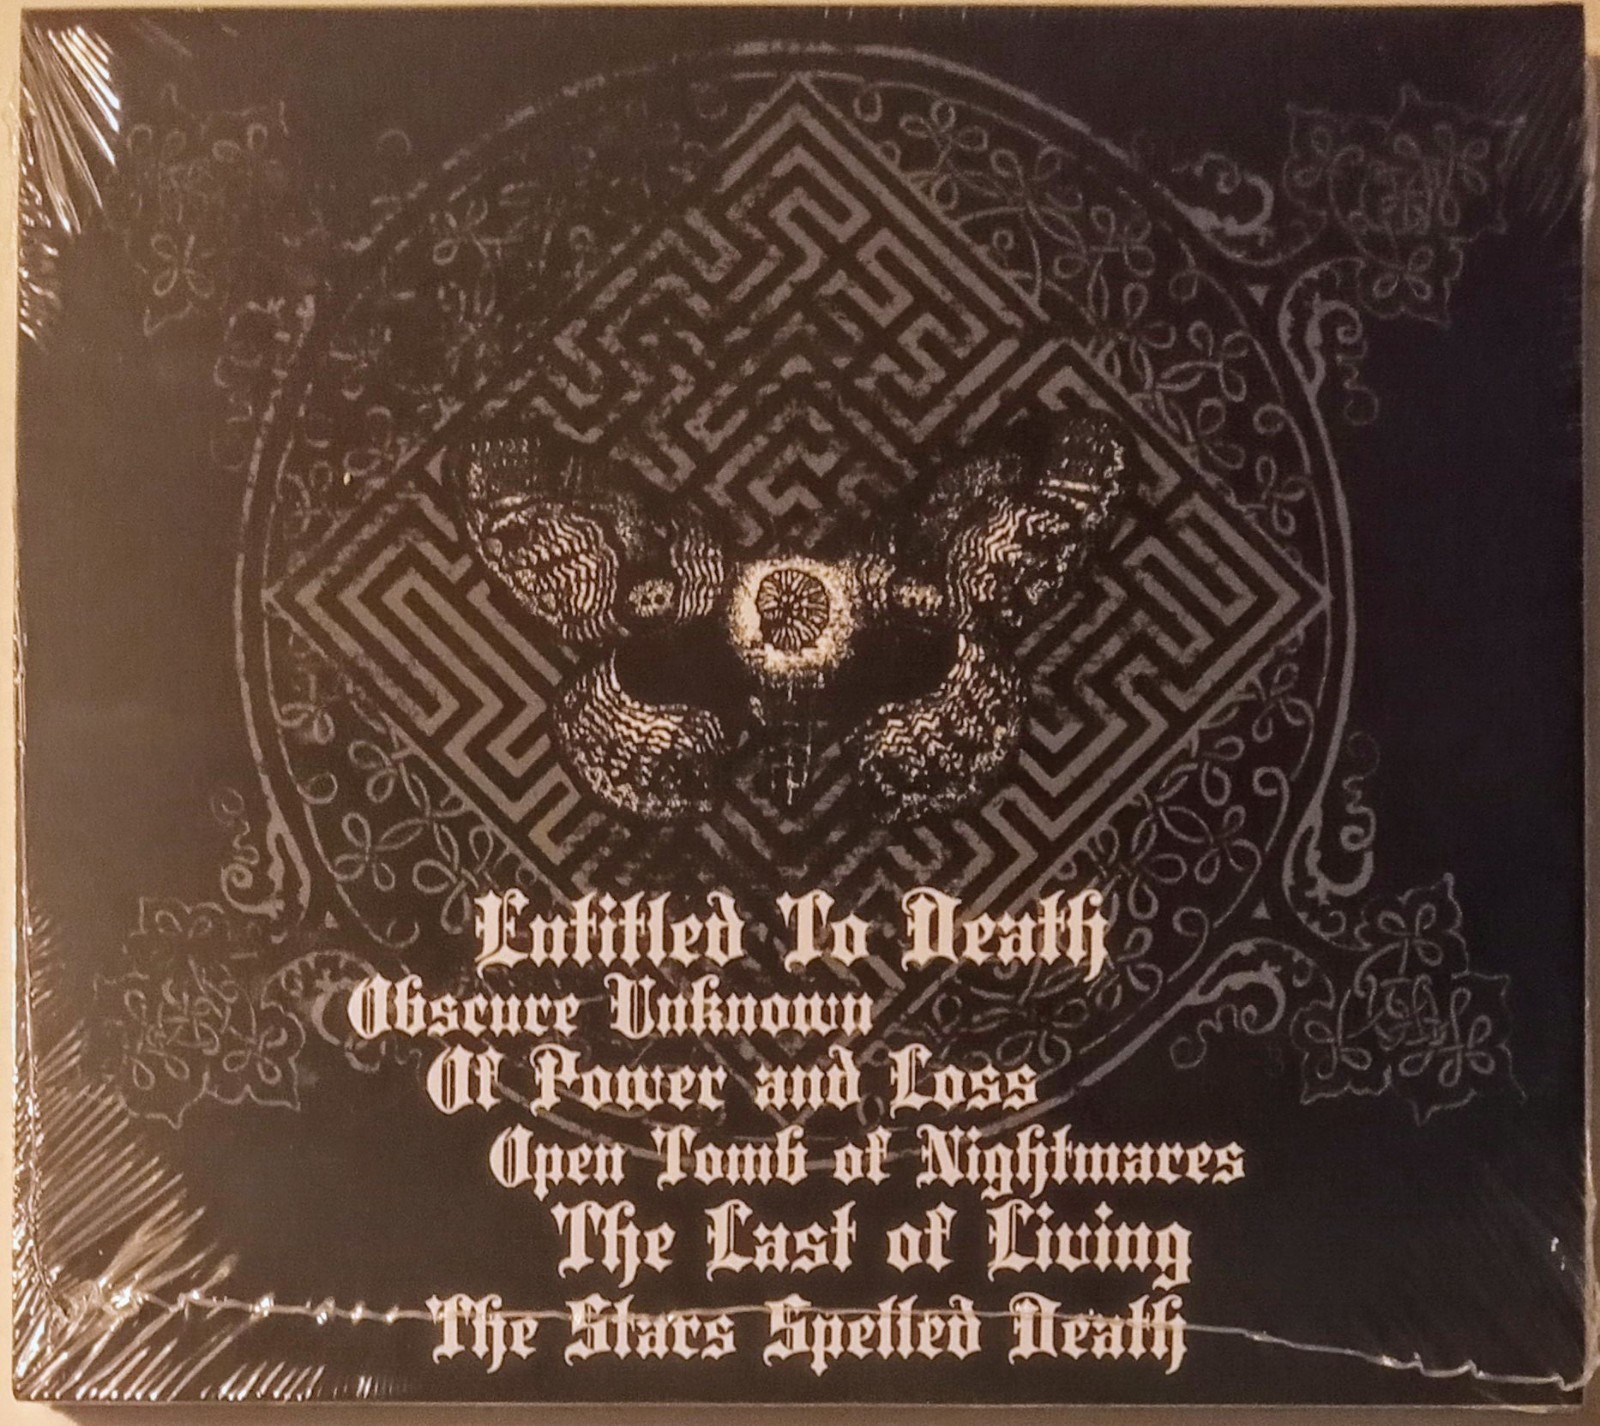 Entitled To Death
Obscure Unknown
Of Power and Loss
Open Tomb of Nightmares
The Last of Living
The Stars Spelled Death